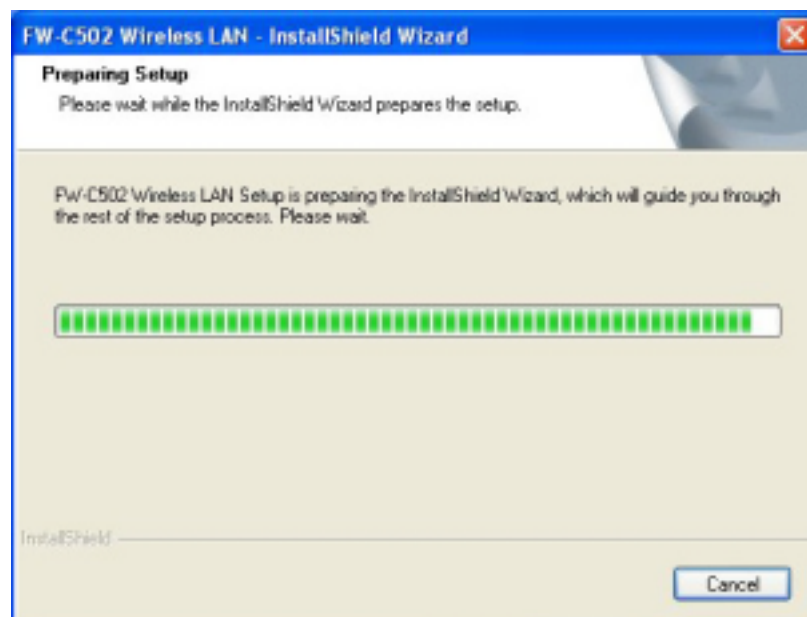 FW-C502 Wireless LAN - InstallShield Wizard
Preparing Setup
Please wait while the InstallShield Wizard prepares the setup.
FW-C502 Wireless LAN Setup is preparing the InstallShield Wizard, which will guide you through
the rest of the setup process. Please wait.
InstallShield
Cancel